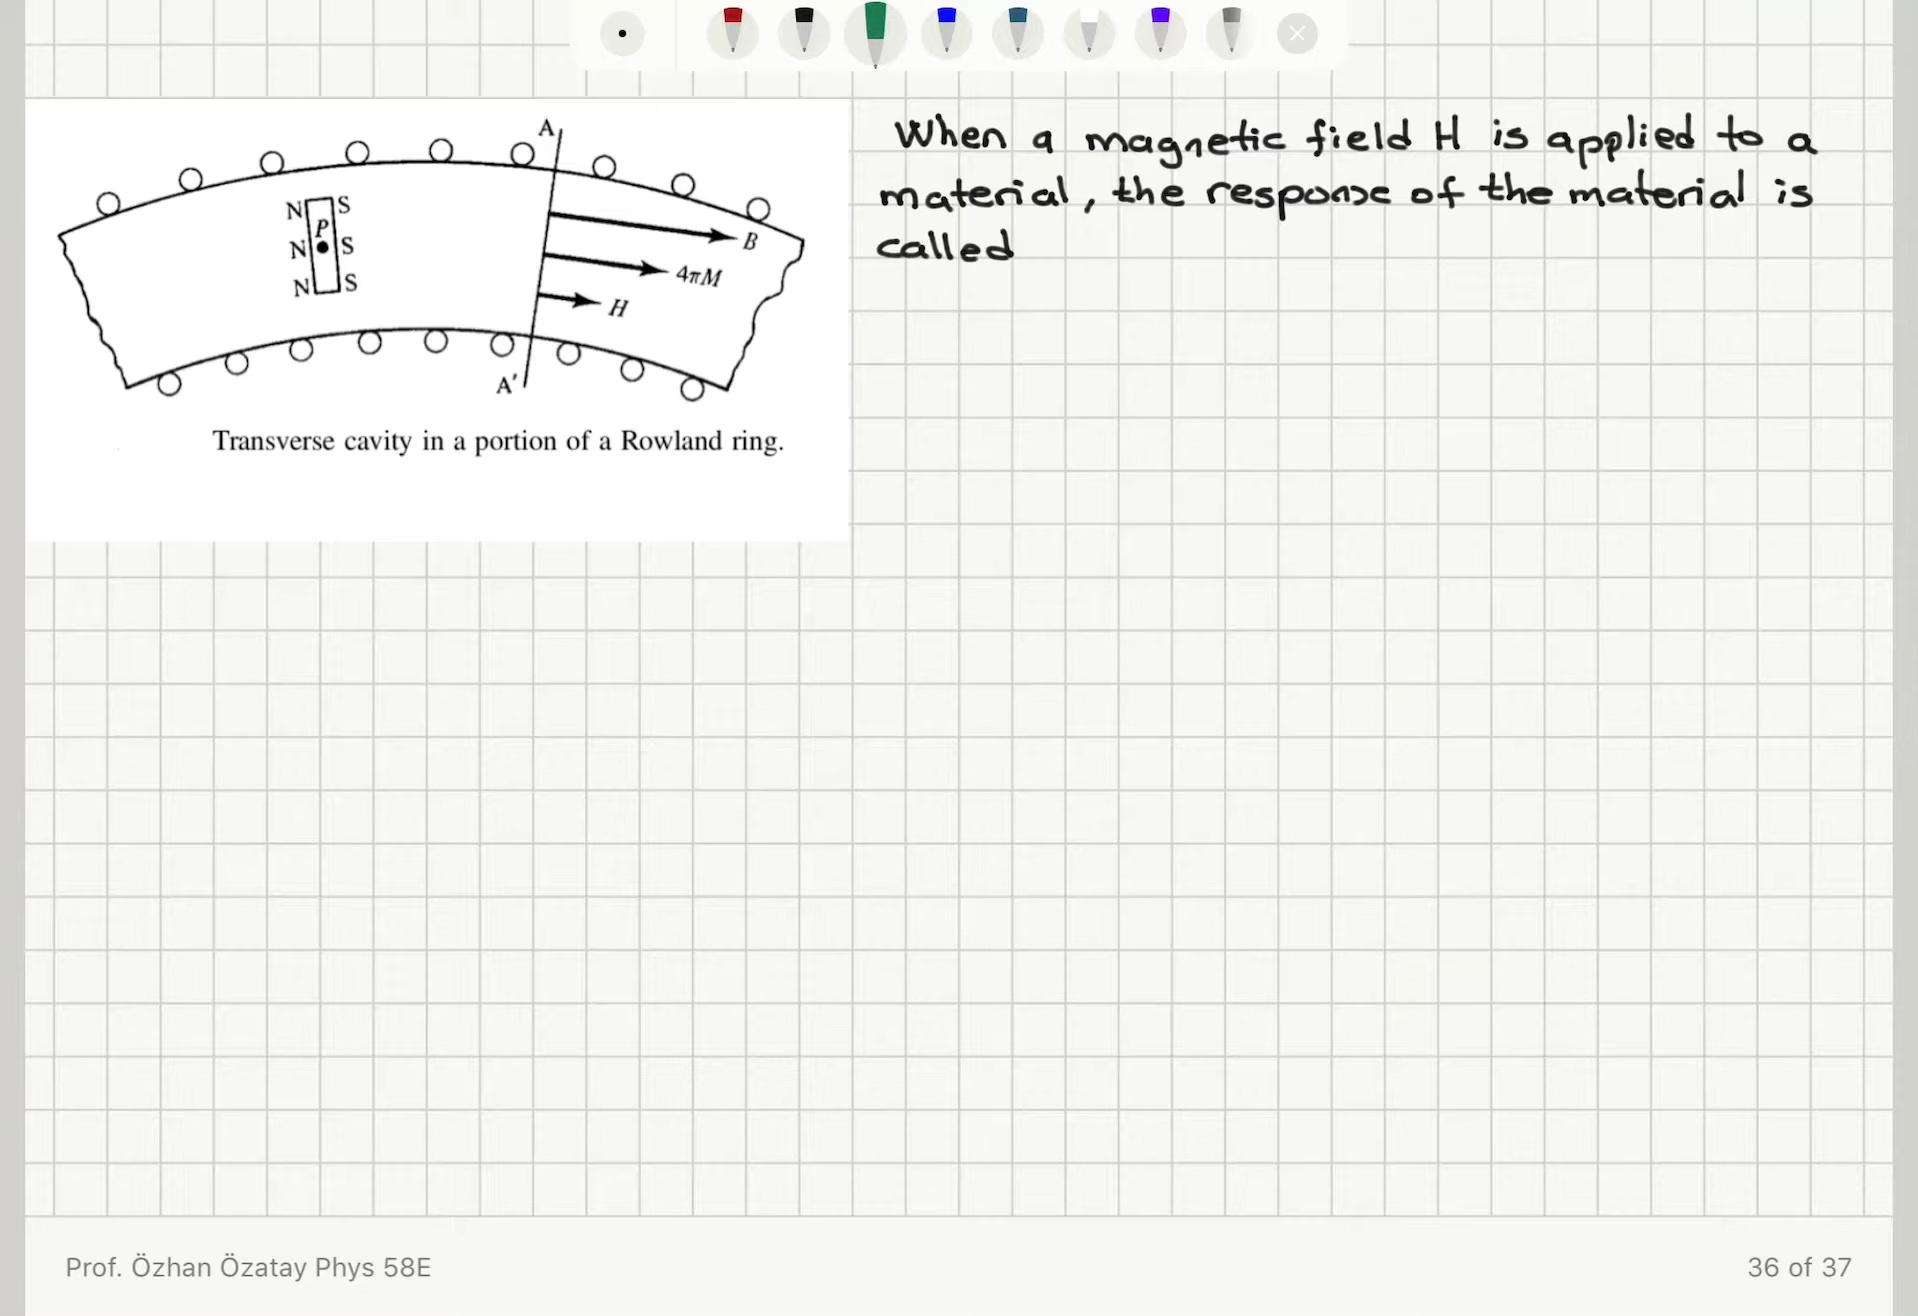 A
N S
P
N S
N S
B
4πM
H
A'
Transverse cavity in a portion of a Rowland ring.
When a magnetic field H is applied to a
material, the response of the material is
called
Prof. Özhan Özatay Phys 58E
36 of 37